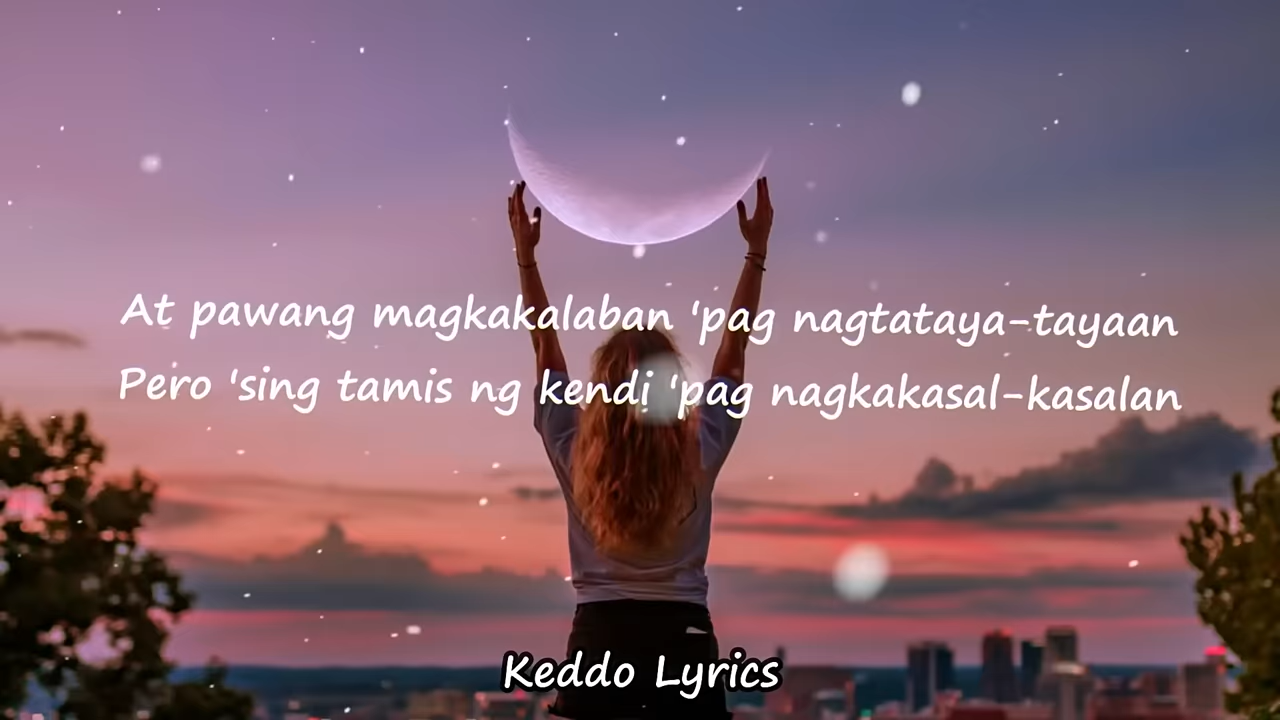 At pawang magkakalaban 'pag nagtataya-tayaan
Pero 'sing tamis ng kendi 'pag nagkakasal-kasalan
Keddo Lyrics